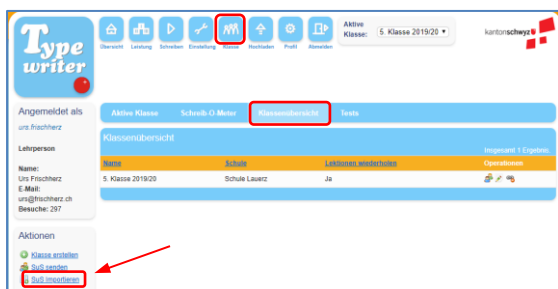 Type
writer
Übersicht Leistung Schreiben Einstellung Klasse Hochladen Profil Abmelden
Aktive
Klasse: 5. Klasse 2019/20
kantonschwyz
Angemeldet als
urs.frischherz
Lehrperson
Name:
Urs Frischherz
E-Mail:
urs@frischherz.ch
Besuche: 297
Aktive Klasse Schreib-O-Meter Klassenübersicht Tests
Klassenübersicht
Insgesamt 1 Ergebnis.
Name Schule Lektionen wiederholen Operationen
5. Klasse 2019/20 Schule Lauerz Ja
Aktionen
Klasse erstellen
SuS senden
SuS importieren